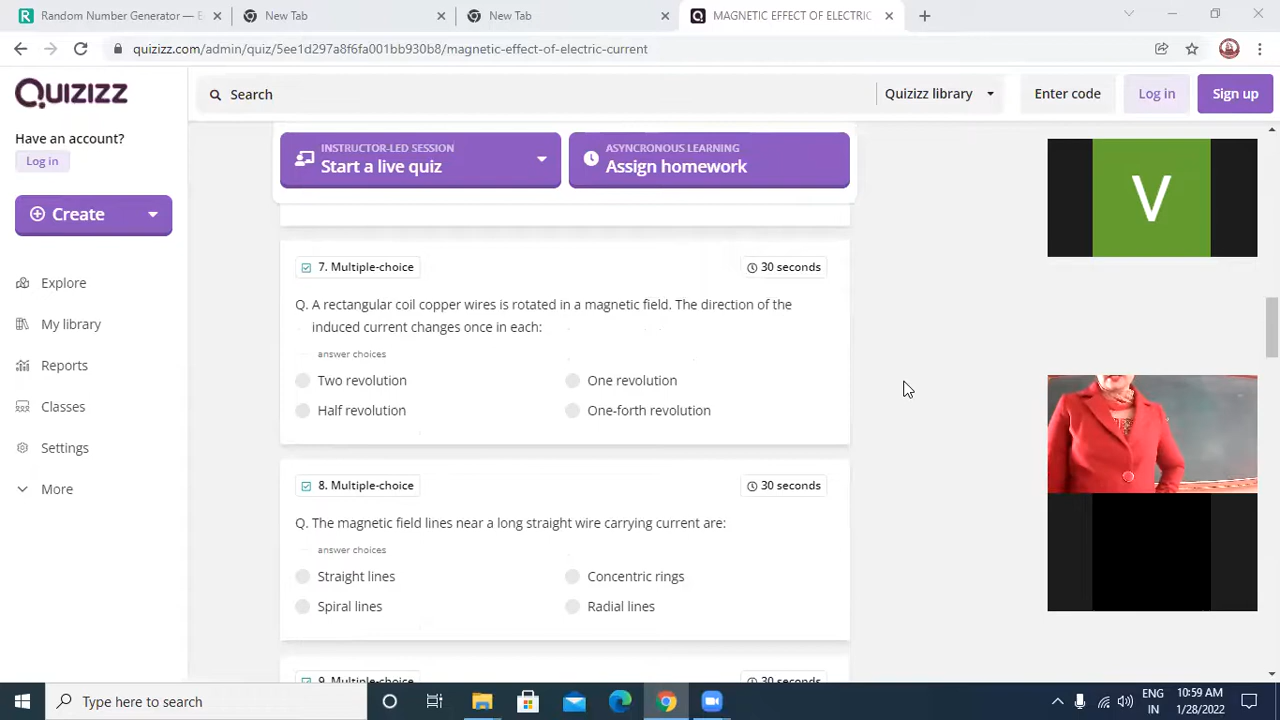 Random Number Generator — E
New Tab
New Tab
MAGNETIC EFFECT OF ELECTRIC
quizizz.com/admin/quiz/5ee1d297a8f6fa001bb930b8/magnetic-effect-of-electric-current
Quizizz
Search
Quizizz library
Enter code
Log in
Sign up
Have an account?
Log in
Create
Explore
My library
Reports
Classes
Settings
More
INSTRUCTOR-LED SESSION
Start a live quiz
ASYNCRONOUS LEARNING
Assign homework
7. Multiple-choice
30 seconds
Q. A rectangular coil copper wires is rotated in a magnetic field. The direction of the
induced current changes once in each:
answer choices
Two revolution
One revolution
Half revolution
One-forth revolution
8. Multiple-choice
30 seconds
Q. The magnetic field lines near a long straight wire carrying current are:
answer choices
Straight lines
Concentric rings
Spiral lines
Radial lines
9. Multiple-choice
30 seconds
V
Type here to search
ENG
IN
10:59 AM
1/28/2022